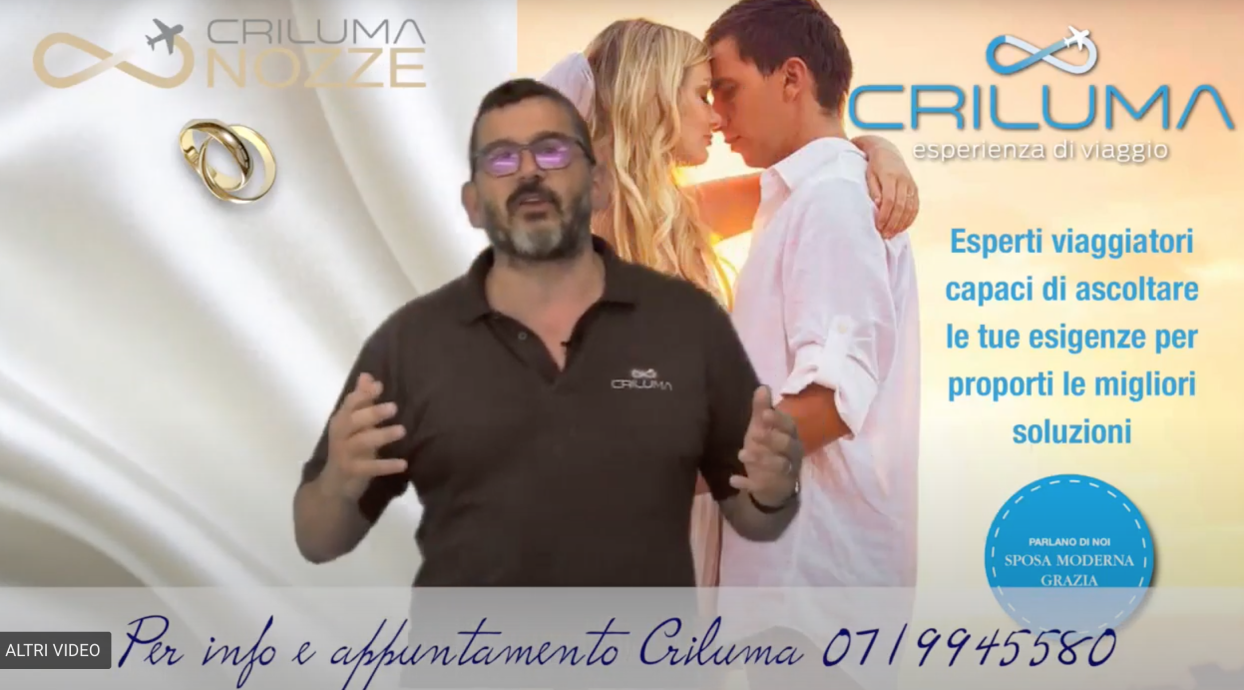 CRILUMA
NOZZE
CRILUMA
esperienza di viaggio
Esperti viaggiatori
capaci di ascoltare
le tue esigenze per
proporti le migliori
soluzioni
CRILUMA
PARLANO DI NOI
SPOSA MODERNA
GRAZIA
ALTRI VIDEO
Per info e appuntamento Criluma 0719945580